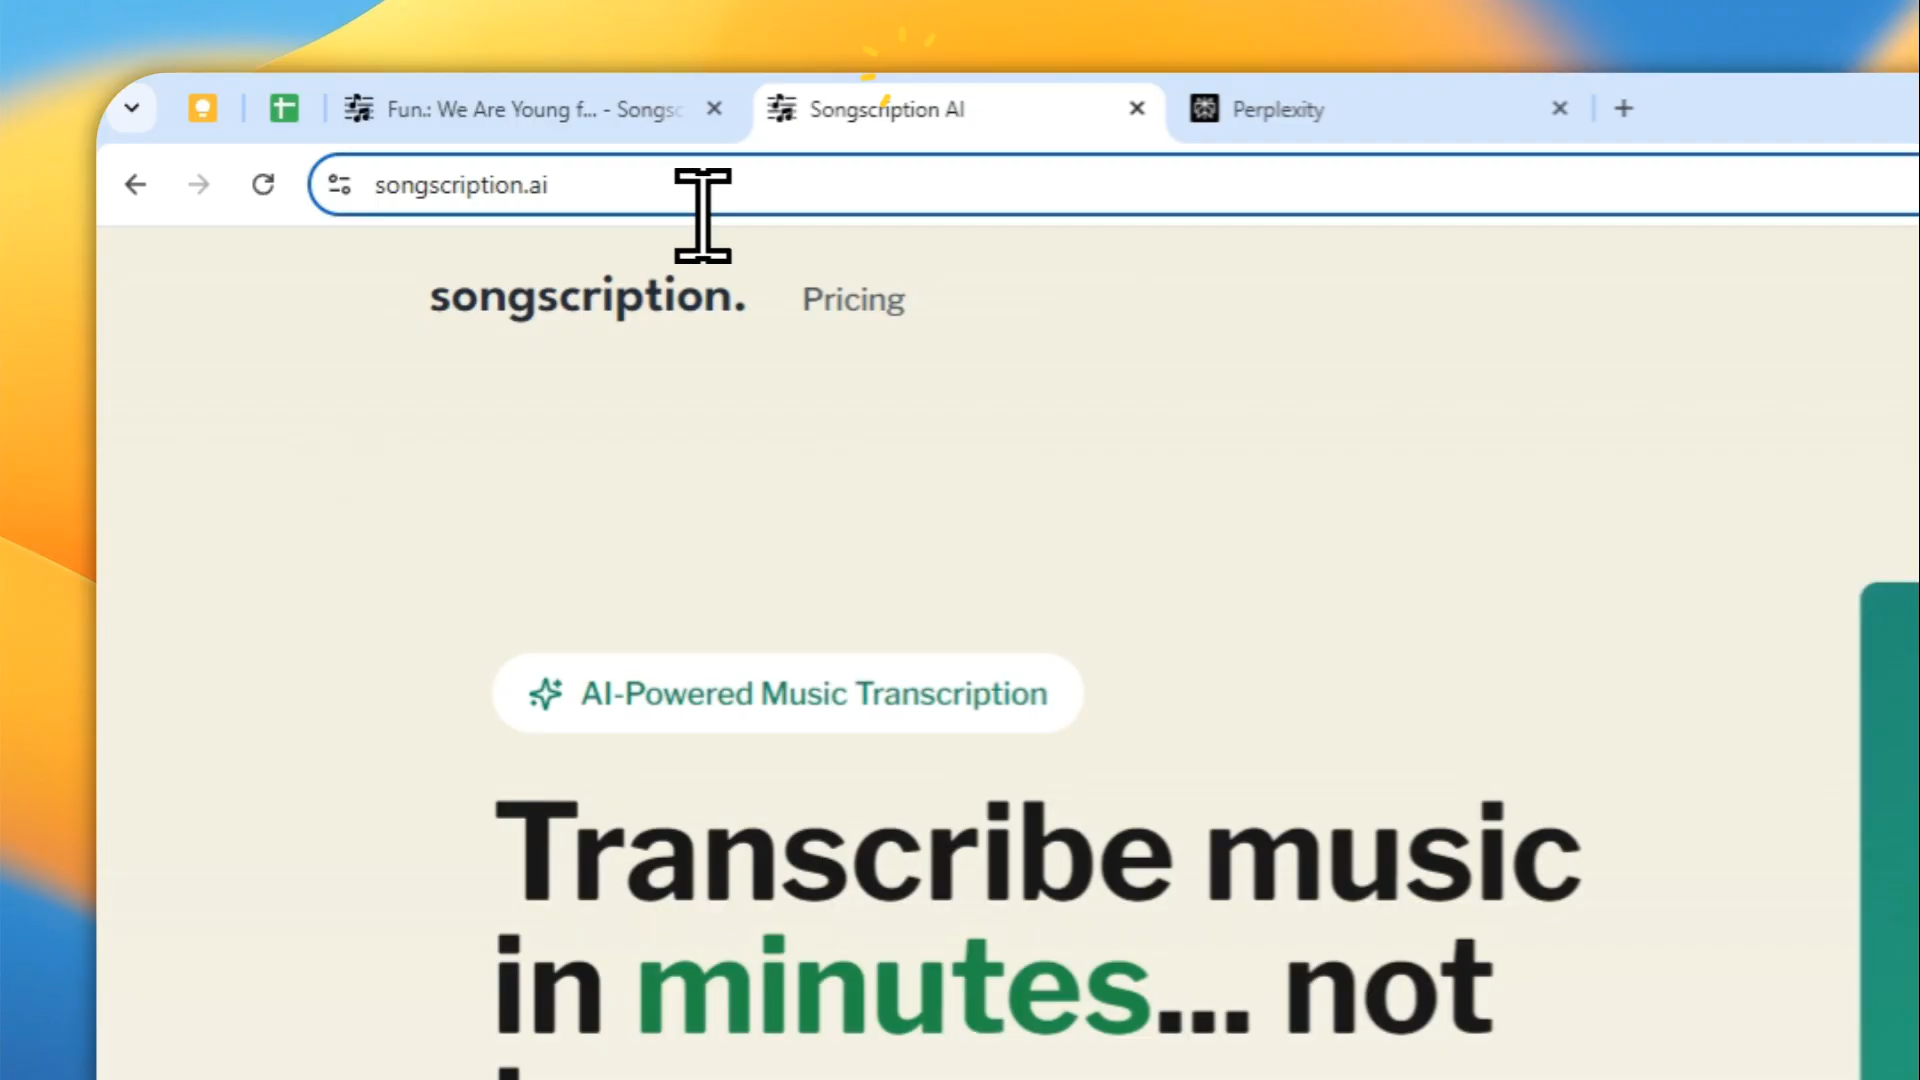 Fun.: We Are Young f... - Songsc
Songscription AI
Perplexity
songscription.ai
songscription.
Pricing
AI-Powered Music Transcription
Transcribe music
in minutes... not